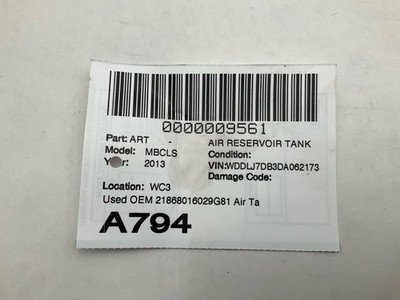 0000009561
Part: ART - AIR RESERVOIR TANK
Model: MBCLS Condition:
Year: 2013 VIN:WDDLJ7DB3DA062173
Damage Code:
Location: WC3
Used OEM 21868016029G81 Air Ta
A794